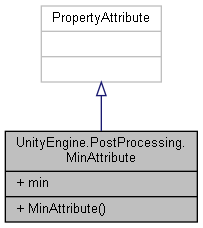 PropertyAttribute
UnityEngine.PostProcessing.
MinAttribute
+ min
+ MinAttribute()